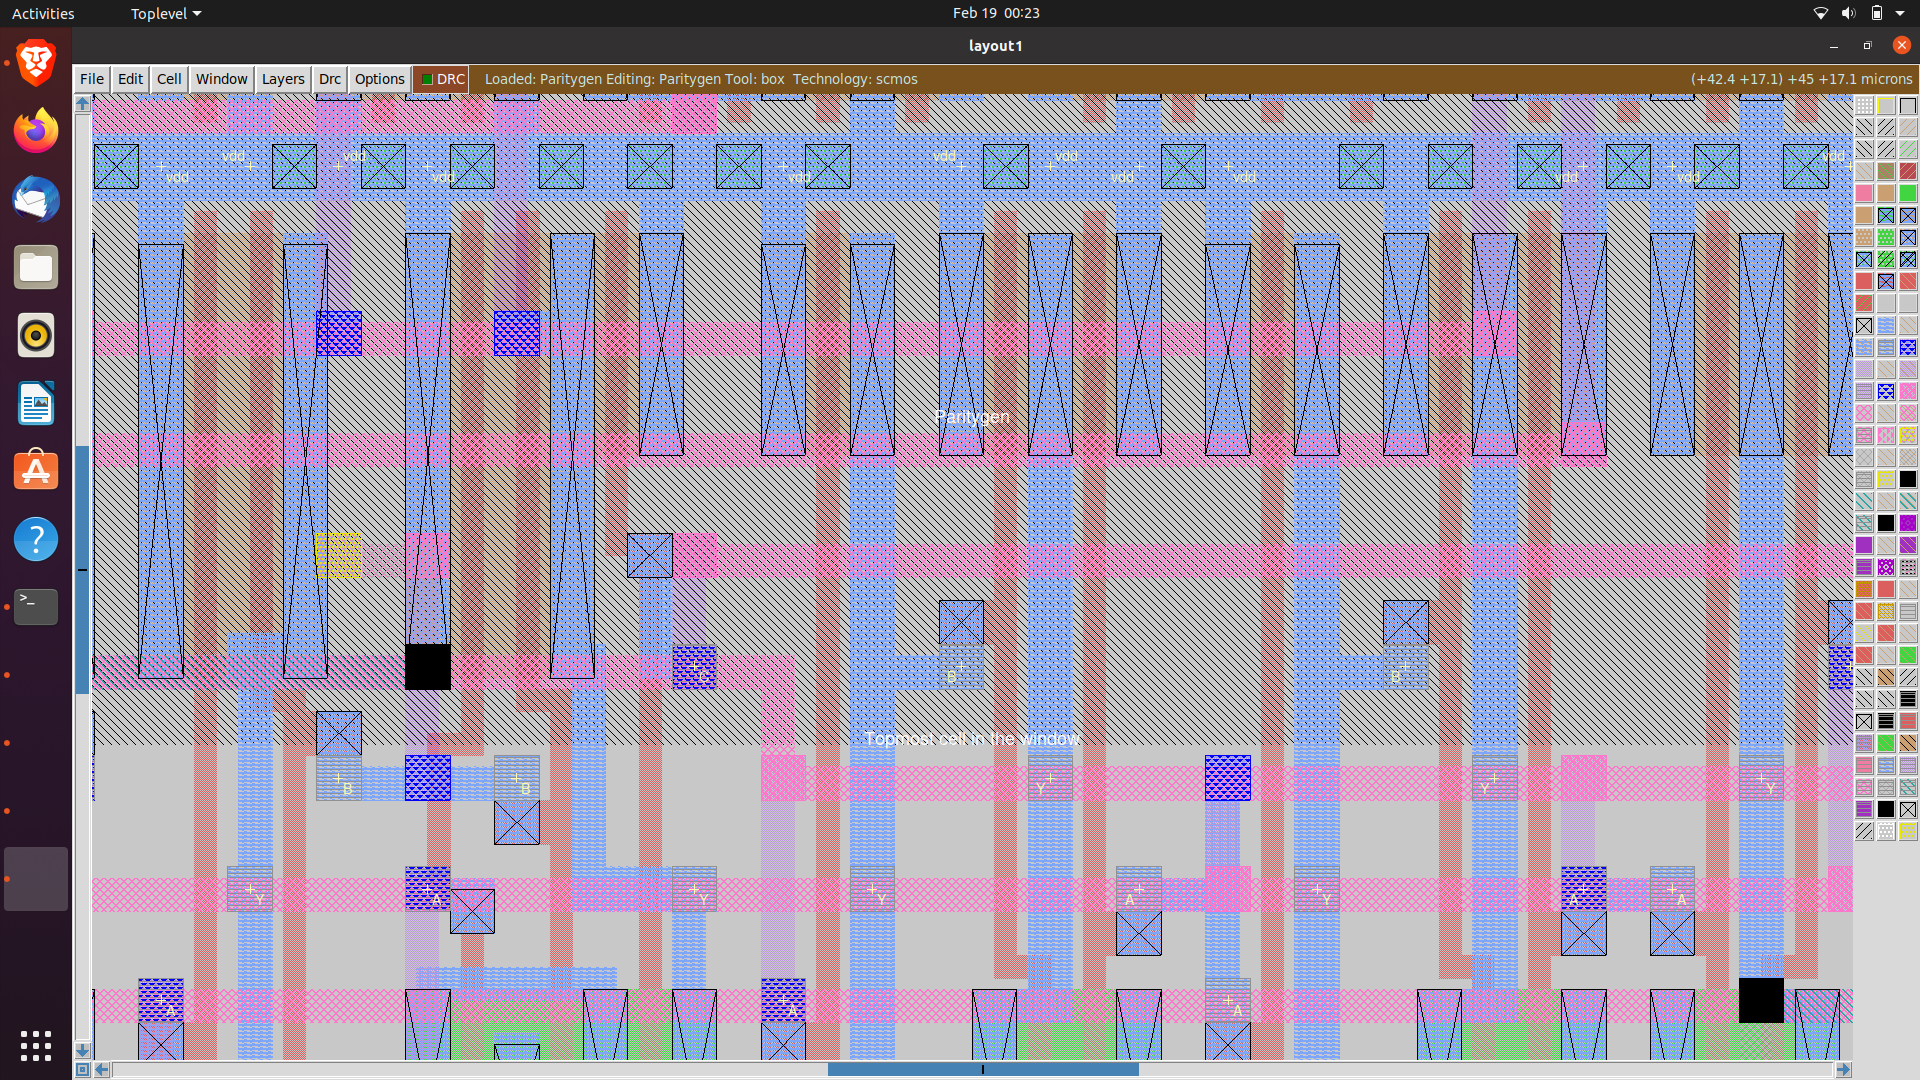 Activities
Toplevel
Feb 19 00:23
layout1
File Edit Cell Window Layers Drc Options DRC Loaded: Paritygen Editing: Paritygen Tool: box Technology: scmos (+42.4 +17.1) +45 +17.1 microns
vdd vdd vdd vdd vdd
vdd vdd vdd vdd vdd vdd vdd
Paritygen
B B
Topmost cell in the window
B B Y Y Y
Y A Y Y A Y A A
A A A